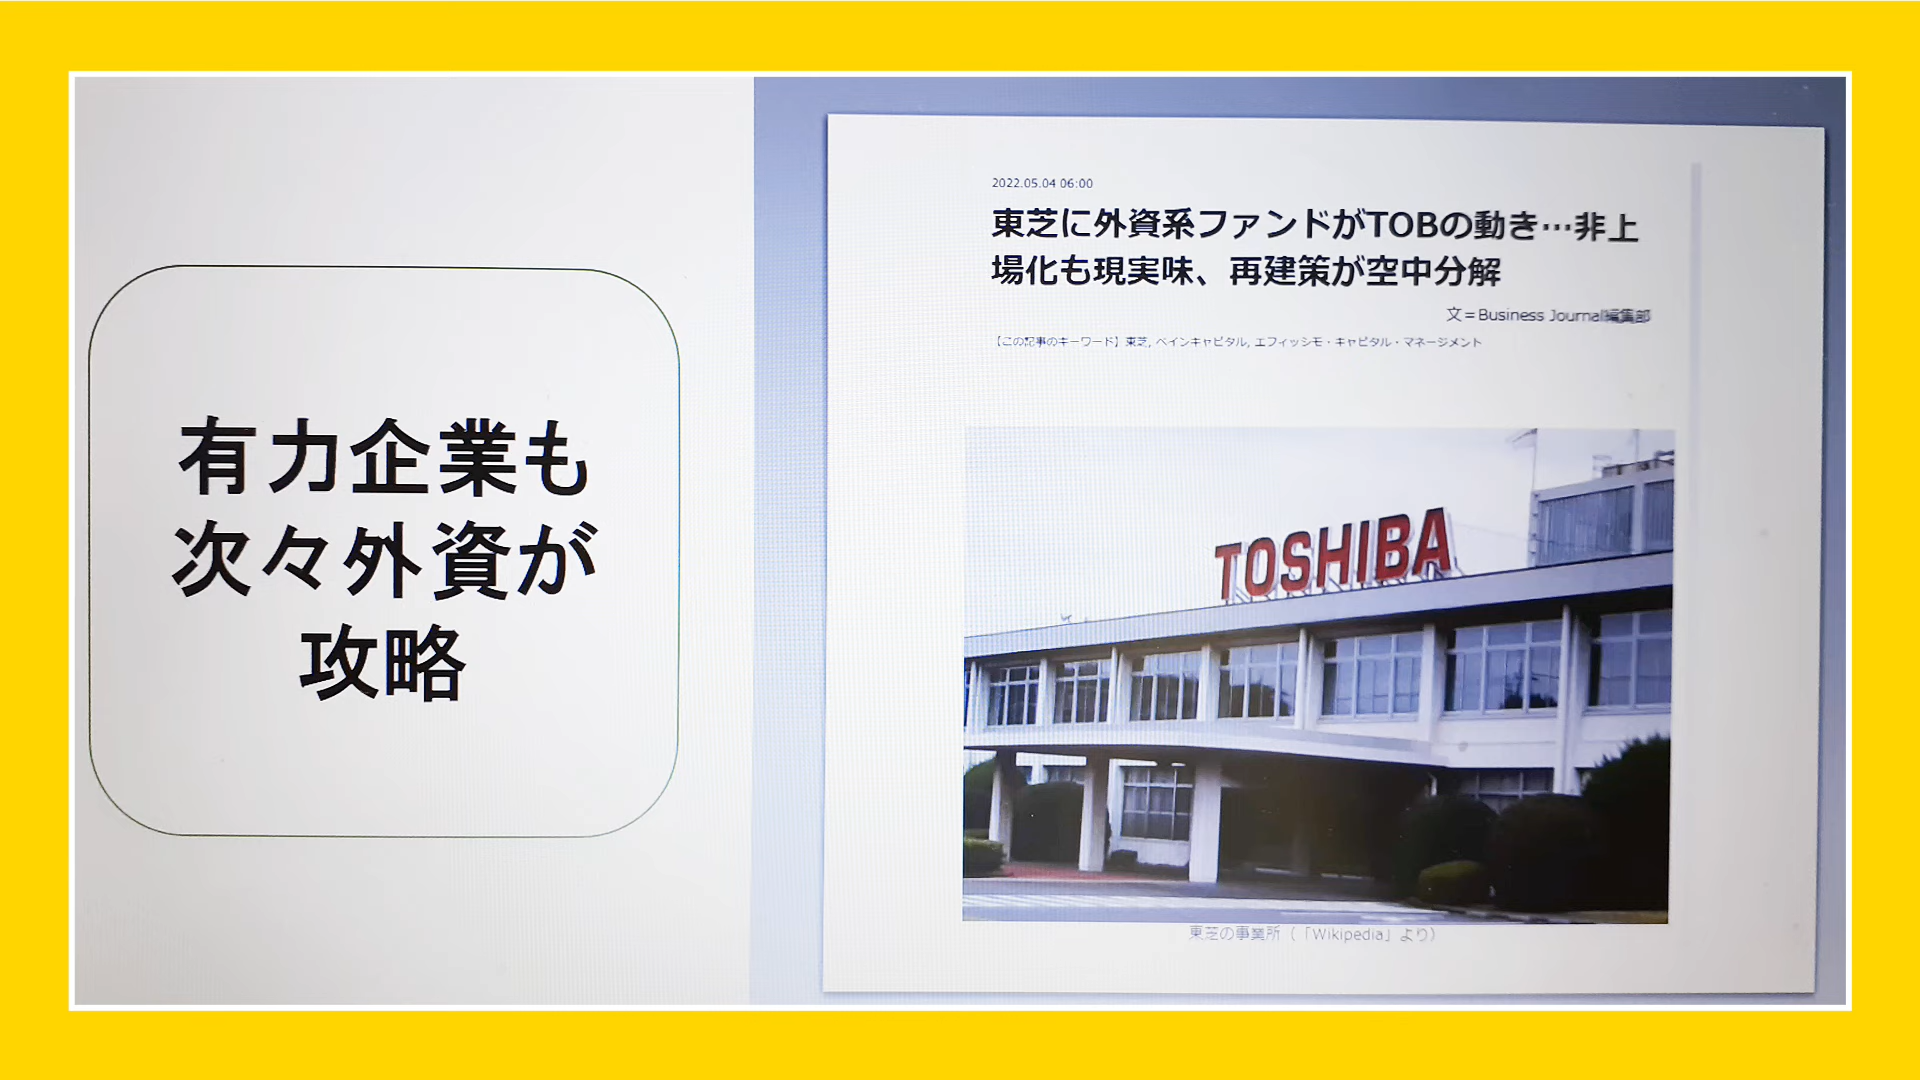 有力企業も
次々外資が
攻略
2022.05.04 06:00
東芝に外資系ファンドがTOBの動き…非上
場化も現実味、再建策が空中分解
文=Business Journal編集部
【この記事のキーワード】東芝, ベインキャピタル, エフィッシモ・キャピタル・マネージメント
TOSHIBA
東芝の事業所(「Wikipedia」より)